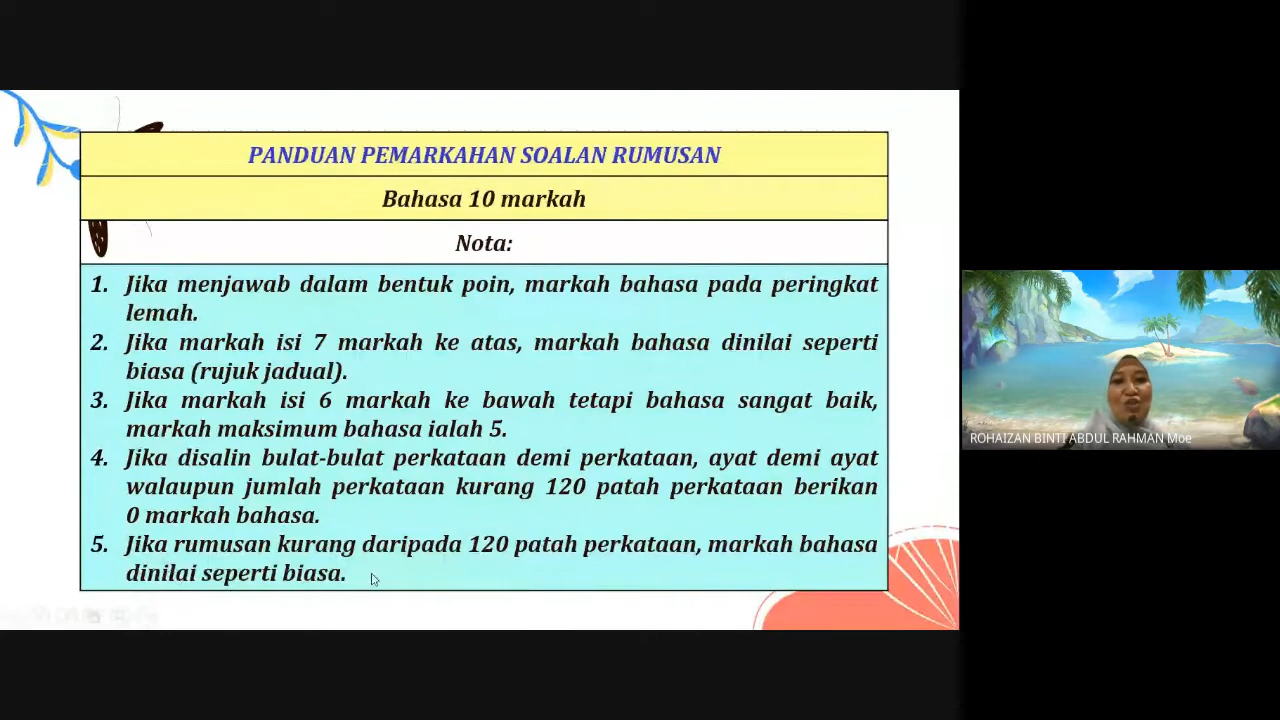 PANDUAN PEMARKAHAN SOALAN RUMUSAN
Bahasa 10 markah
Nota:
1. Jika menjawab dalam bentuk poin, markah bahasa pada peringkat
lemah.
2. Jika markah isi 7 markah ke atas, markah bahasa dinilai seperti
biasa (rujuk jadual).
3. Jika markah isi 6 markah ke bawah tetapi bahasa sangat baik,
markah maksimum bahasa ialah 5.
4. Jika disalin bulat-bulat perkataan demi perkataan, ayat demi ayat
walaupun jumlah perkataan kurang 120 patah perkataan berikan
0 markah bahasa.
5. Jika rumusan kurang daripada 120 patah perkataan, markah bahasa
dinilai seperti biasa.
ROHAIZAN BINTI ABDUL RAHMAN Moe